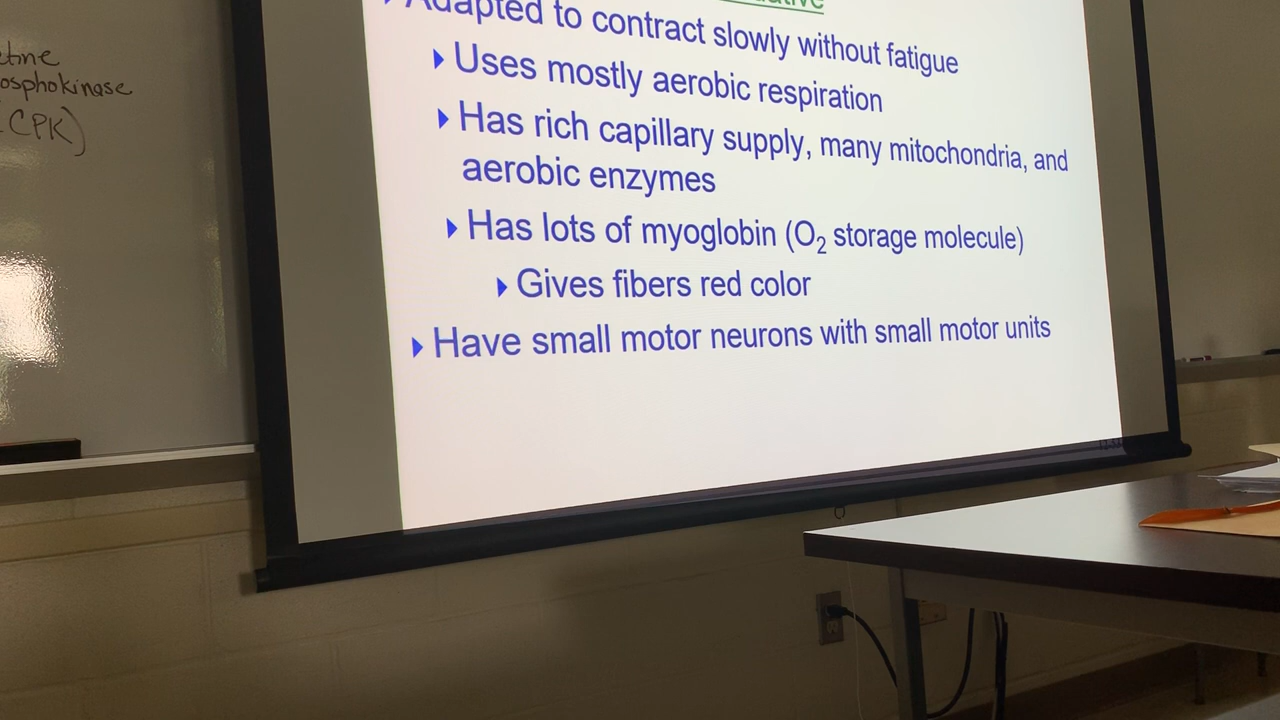 (CPK)
Adapted to contract slowly without fatigue
Uses mostly aerobic respiration
Has rich capillary supply, many mitochondria, and
aerobic enzymes
Has lots of myoglobin (O₂ storage molecule)
Gives fibers red color
Have small motor neurons with small motor units